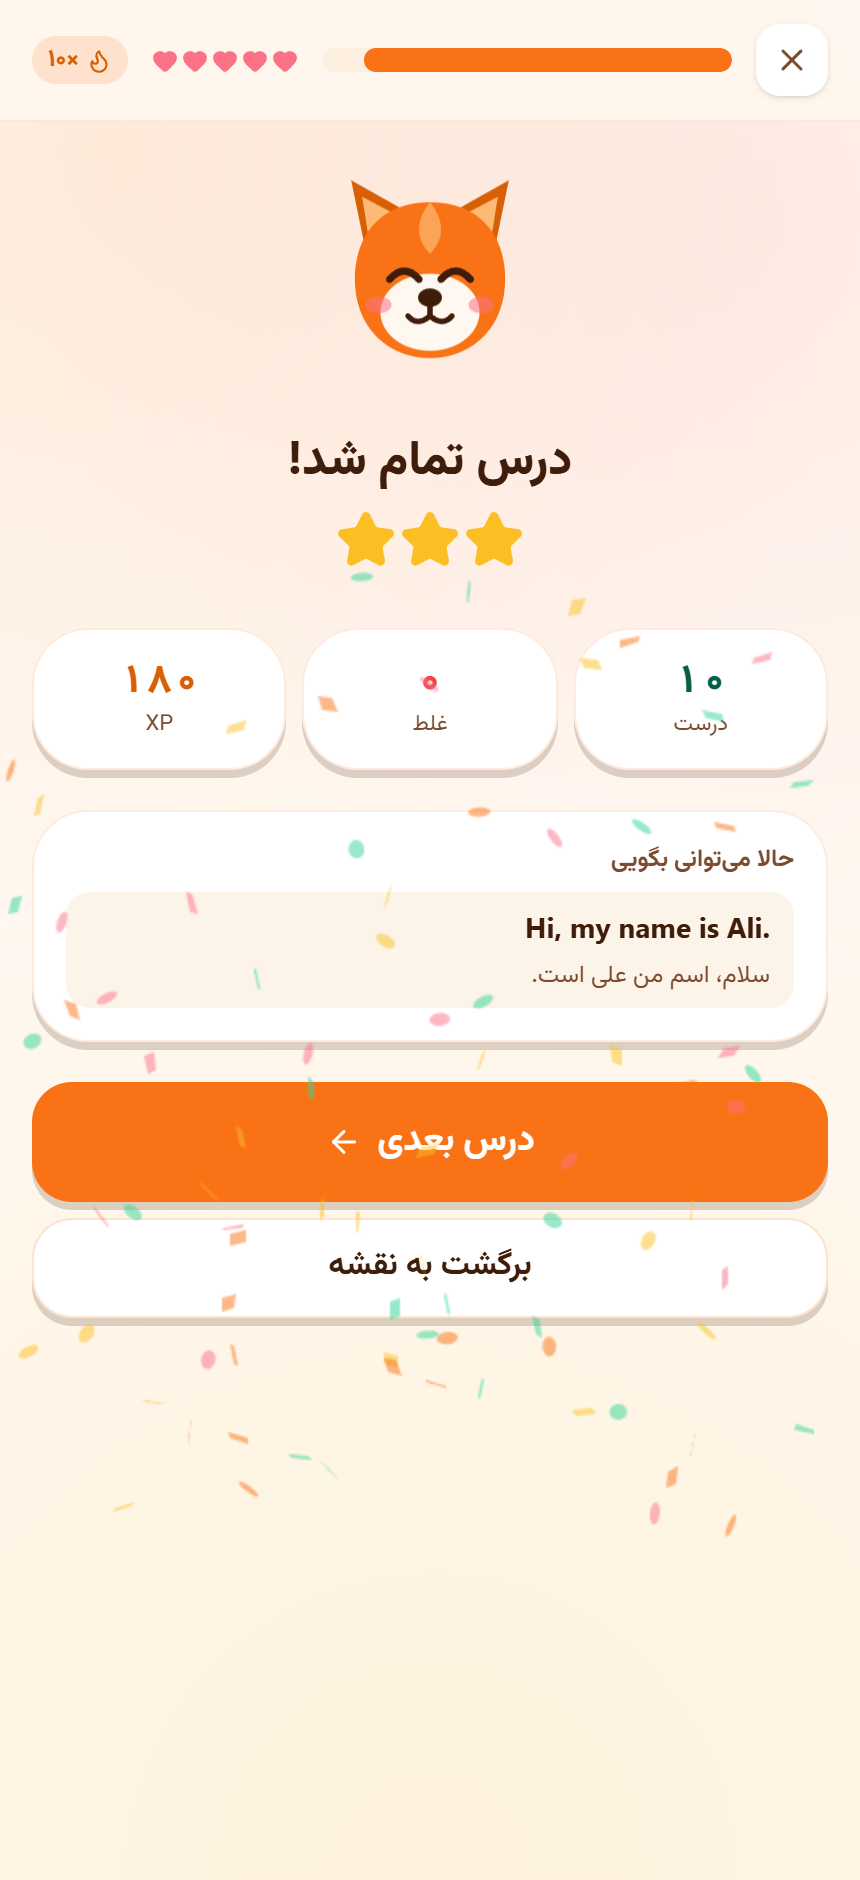 ۱۰×
درس تمام شد!
۱۰
درست
۰
غلط
۱۸۰
XP
حالا می‌توانی بگویی
Hi, my name is Ali.
سلام، اسم من علی است.
درس بعدی ←
برگشت به نقشه